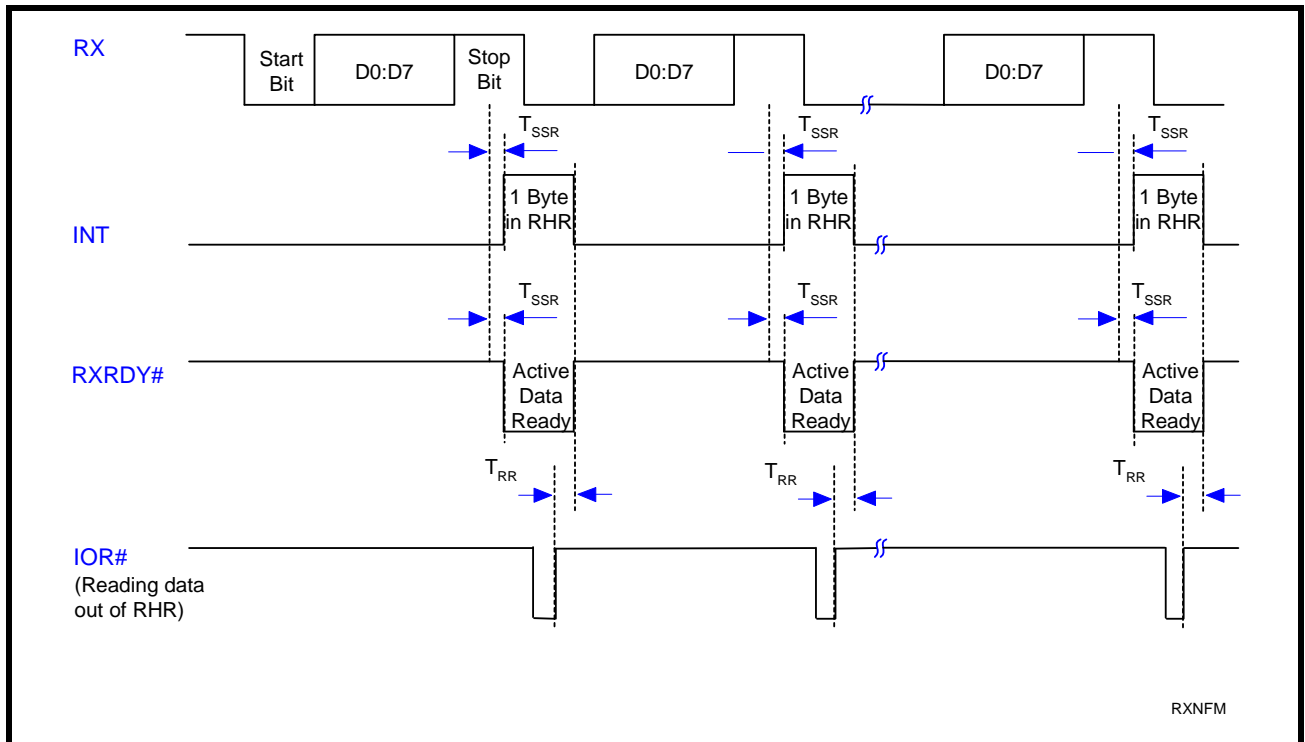 RX
Start
Bit
D0:D7
Stop
Bit
D0:D7
D0:D7
TSSR
TSSR
TSSR
INT
1 Byte
in RHR
1 Byte
in RHR
1 Byte
in RHR
TSSR
TSSR
TSSR
RXRDY#
Active
Data
Ready
Active
Data
Ready
Active
Data
Ready
TRR
TRR
TRR
IOR#
(Reading data
out of RHR)
RXNFM